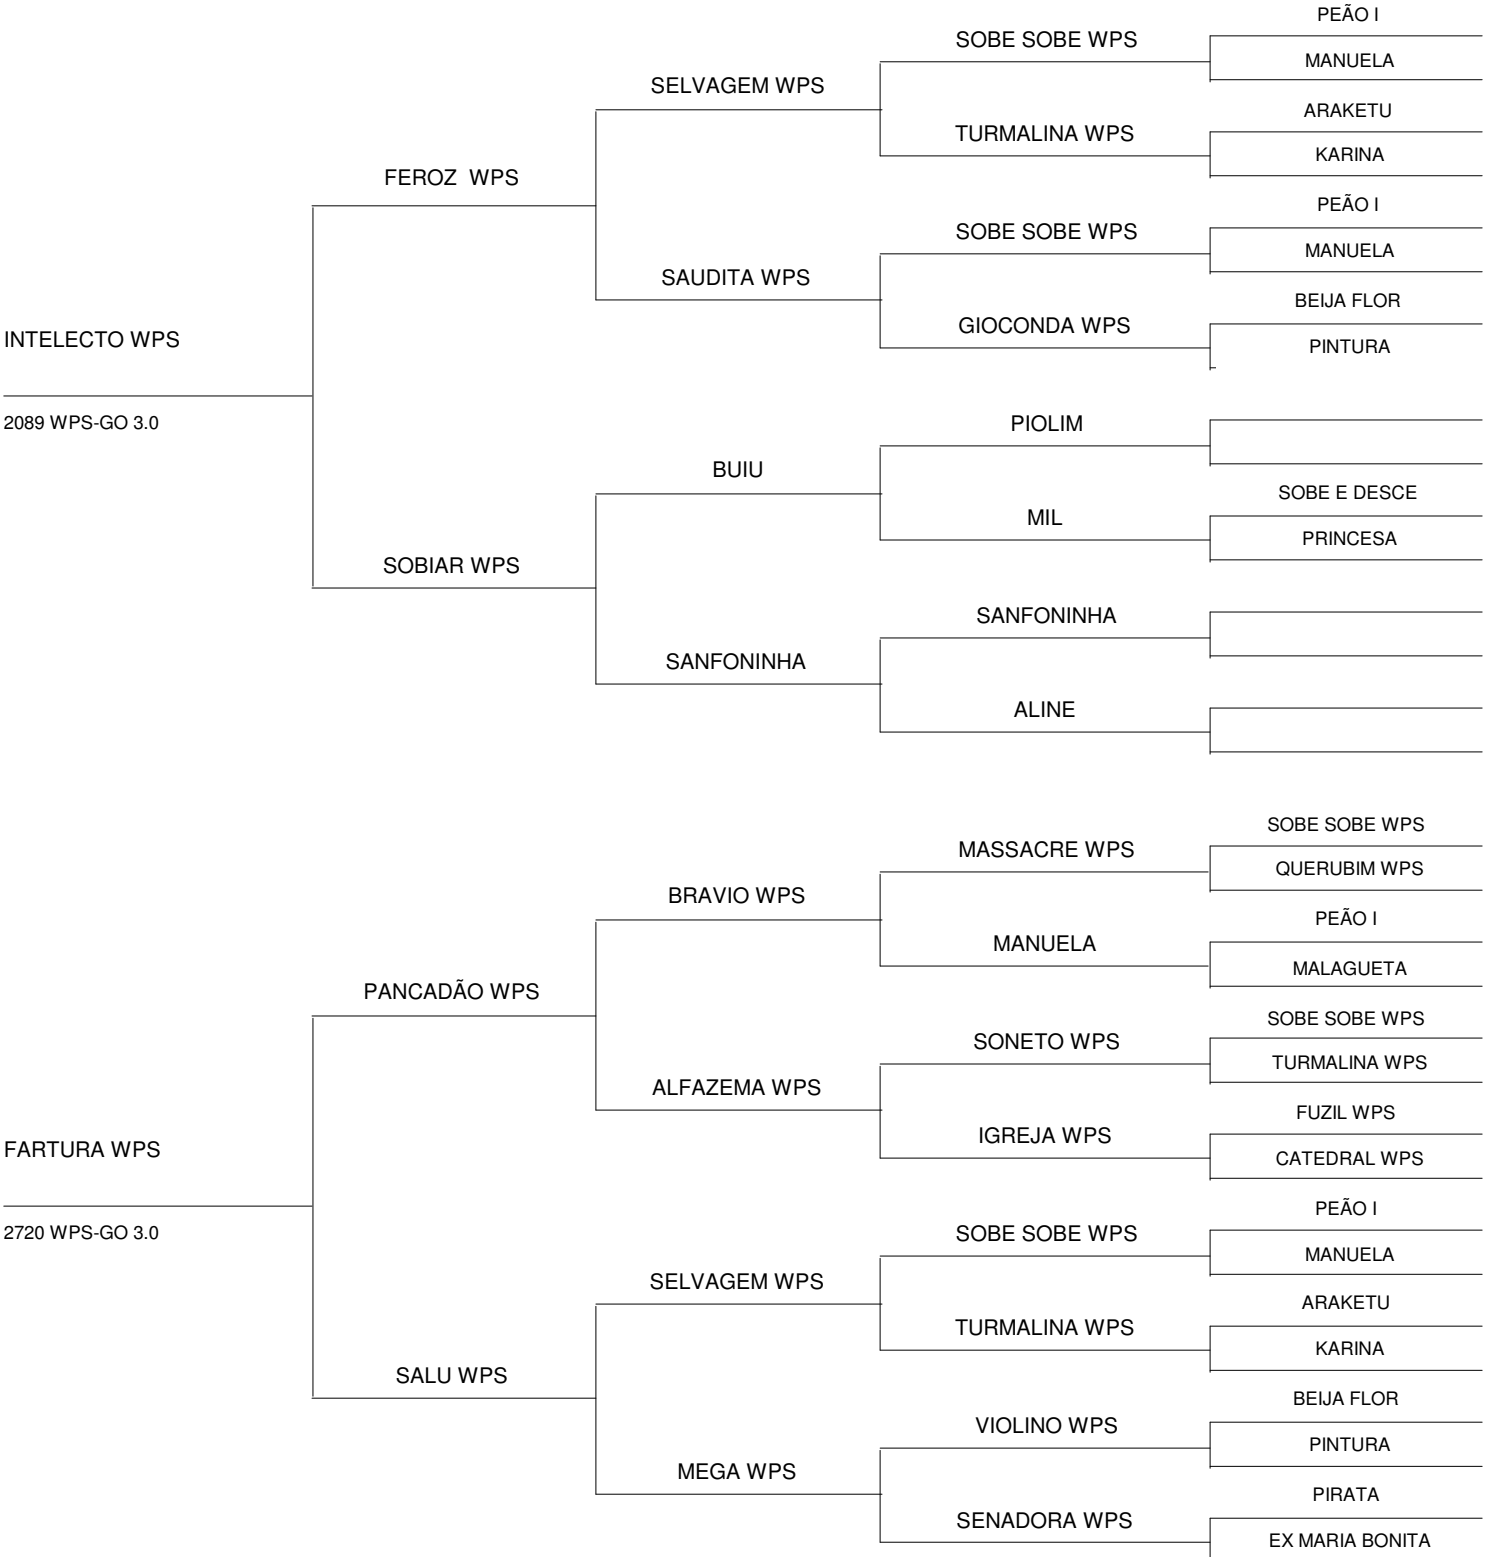 PEÃO I
SOBE SOBE WPS
MANUELA
SELVAGEM WPS
ARAKETU
TURMALINA WPS
KARINA
FEROZ  WPS
PEÃO I
SOBE SOBE WPS
MANUELA
SAUDITA WPS
BEIJA FLOR
GIOCONDA WPS
PINTURA
INTELECTO WPS
2089 WPS-GO 3.0
PIOLIM
BUIU
SOBE E DESCE
MIL
PRINCESA
SOBIAR WPS
SANFONINHA
SANFONINHA
ALINE
SOBE SOBE WPS
MASSACRE WPS
QUERUBIM WPS
BRAVIO WPS
PEÃO I
MANUELA
MALAGUETA
PANCADÃO WPS
SOBE SOBE WPS
SONETO WPS
TURMALINA WPS
ALFAZEMA WPS
FUZIL WPS
IGREJA WPS
CATEDRAL WPS
FARTURA WPS
2720 WPS-GO 3.0
PEÃO I
SOBE SOBE WPS
MANUELA
SELVAGEM WPS
ARAKETU
TURMALINA WPS
KARINA
SALU WPS
BEIJA FLOR
VIOLINO WPS
PINTURA
MEGA WPS
PIRATA
SENADORA WPS
EX MARIA BONITA